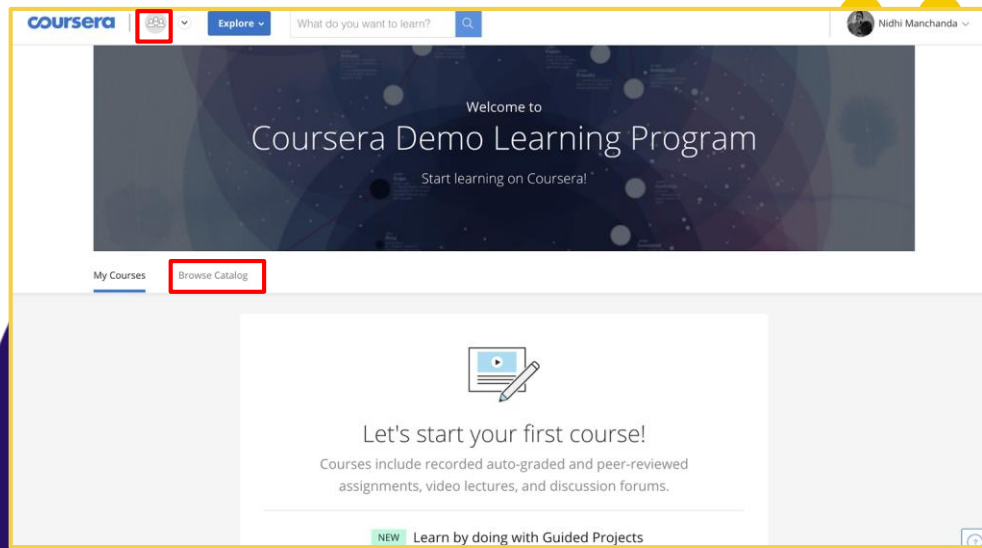 coursera
Explore
What do you want to learn?
Nidhi Manchanda
Welcome to
Coursera Demo Learning Program
Start learning on Coursera!
My Courses
Browse Catalog
Let's start your first course!
Courses include recorded auto-graded and peer-reviewed
assignments, video lectures, and discussion forums.
NEW Learn by doing with Guided Projects
?